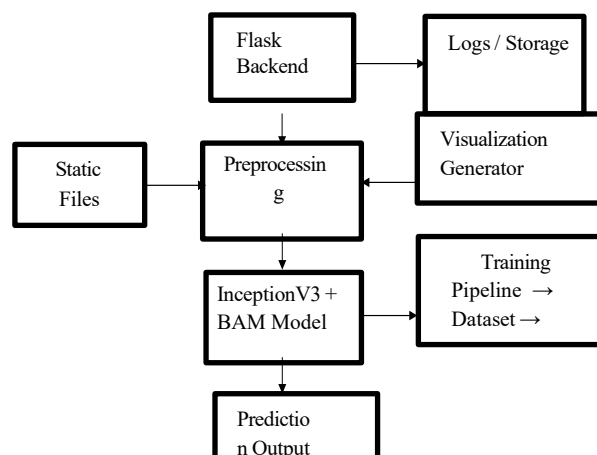 Flask
Backend
Logs / Storage
Visualization
Generator
Static
Files
Preprocessin
g
InceptionV3 +
BAM Model
Training
Pipeline →
Dataset →
Predictio
n Output